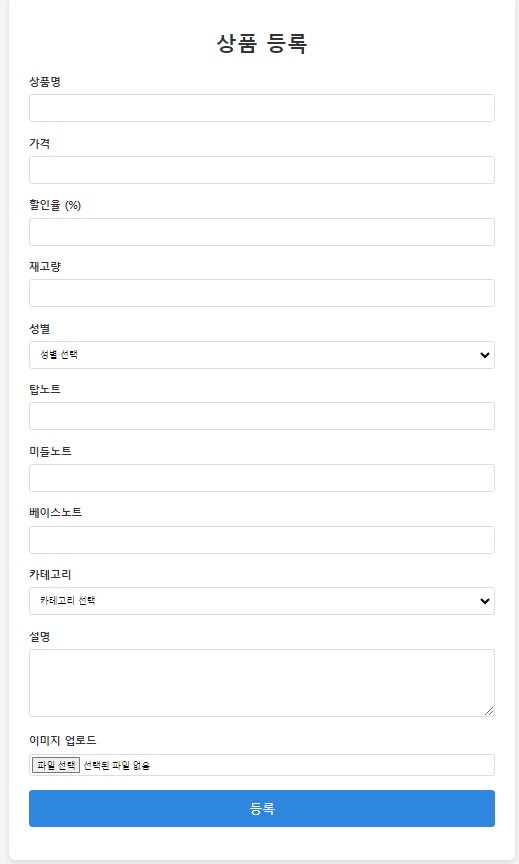 상품 등록
상품명
가격
할인율 (%)
재고량
성별
성별 선택
탑노트
미들노트
베이스노트
카테고리
카테고리 선택
설명
이미지 업로드
파일 선택 선택된 파일 없음
등록